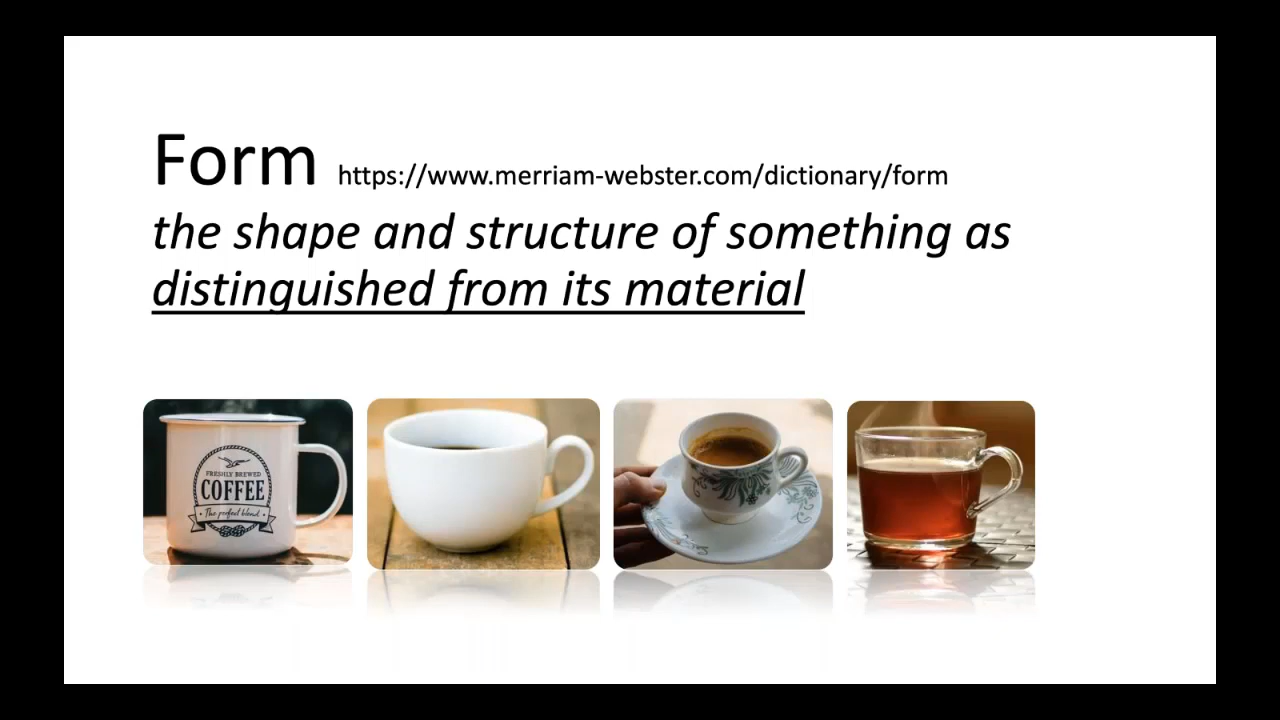 Form https://www.merriam-webster.com/dictionary/form
the shape and structure of something as
distinguished from its material
FRESHLY BREWED
COFFEE
The perfect blend